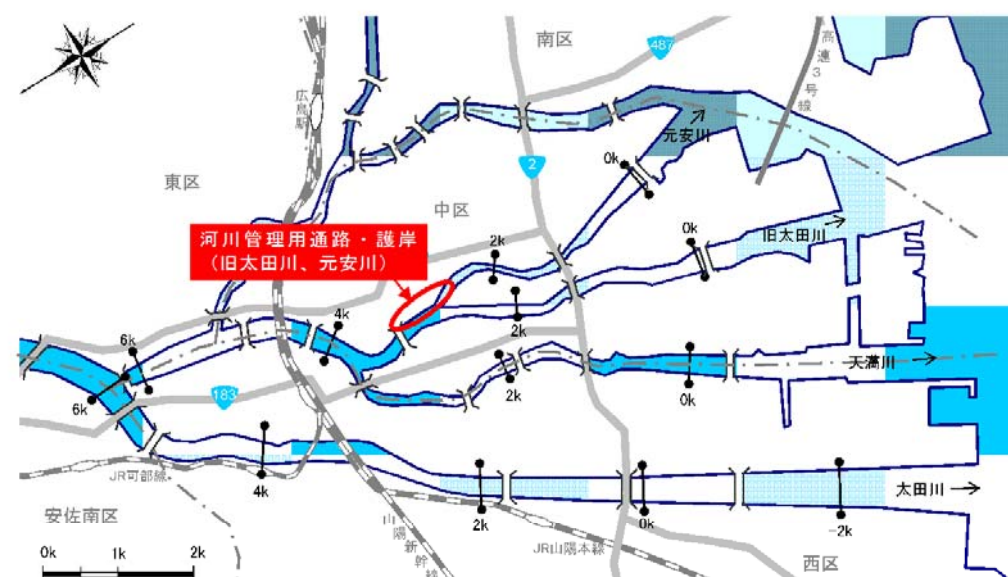 南区
487
高速3号線
広島駅
元安川
0k
2
東区
中区
河川管理用通路・護岸
(旧太田川、元安川)
2k
0k
旧太田川
4k
2k
6k
天満川
183
2k
0k
6k
JR可部線
4k
太田川
2k
0k
-2k
安佐南区
山陽新幹線
JR山陽本線
西区
0k
1k
2k